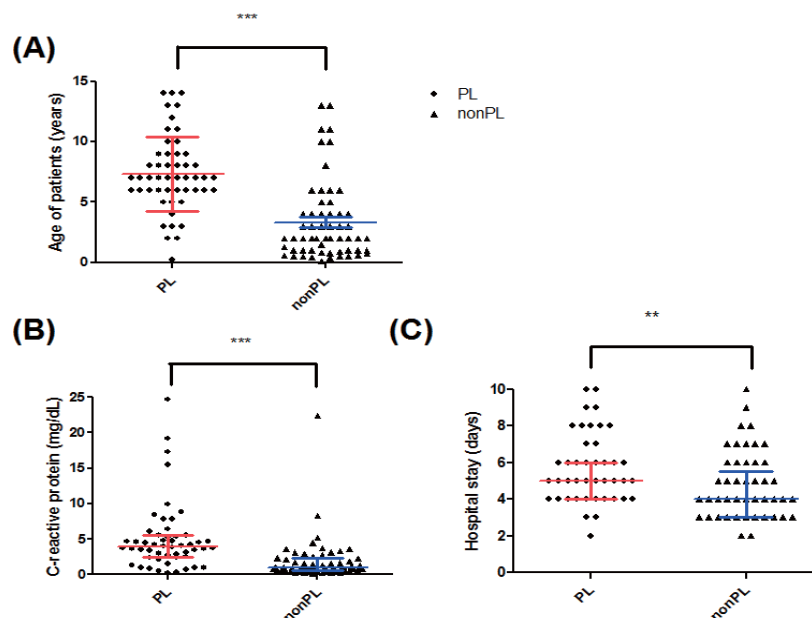 (A)
***
Age of patients (years)
15
10
5
0
PL
nonPL
PL
nonPL
(B)
***
C-reactive protein (mg/dL)
25
20
15
10
5
0
PL
nonPL
(C)
**
Hospital stay (days)
10
8
6
4
2
0
PL
nonPL